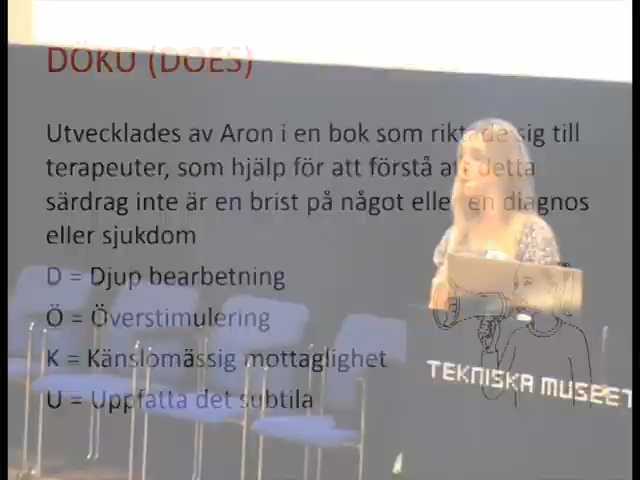 DÖKU (DOES)
Utvecklades av Aron i en bok som riktade sig till
terapeuter, som hjälp för att förstå att detta
särdrag inte är en brist på något eller en diagnos
eller sjukdom
D = Djup bearbetning
Ö = Överstimulering
K = Känslomässig mottaglighet
U = Uppfatta det subtila
TEKNISKA MUSEET